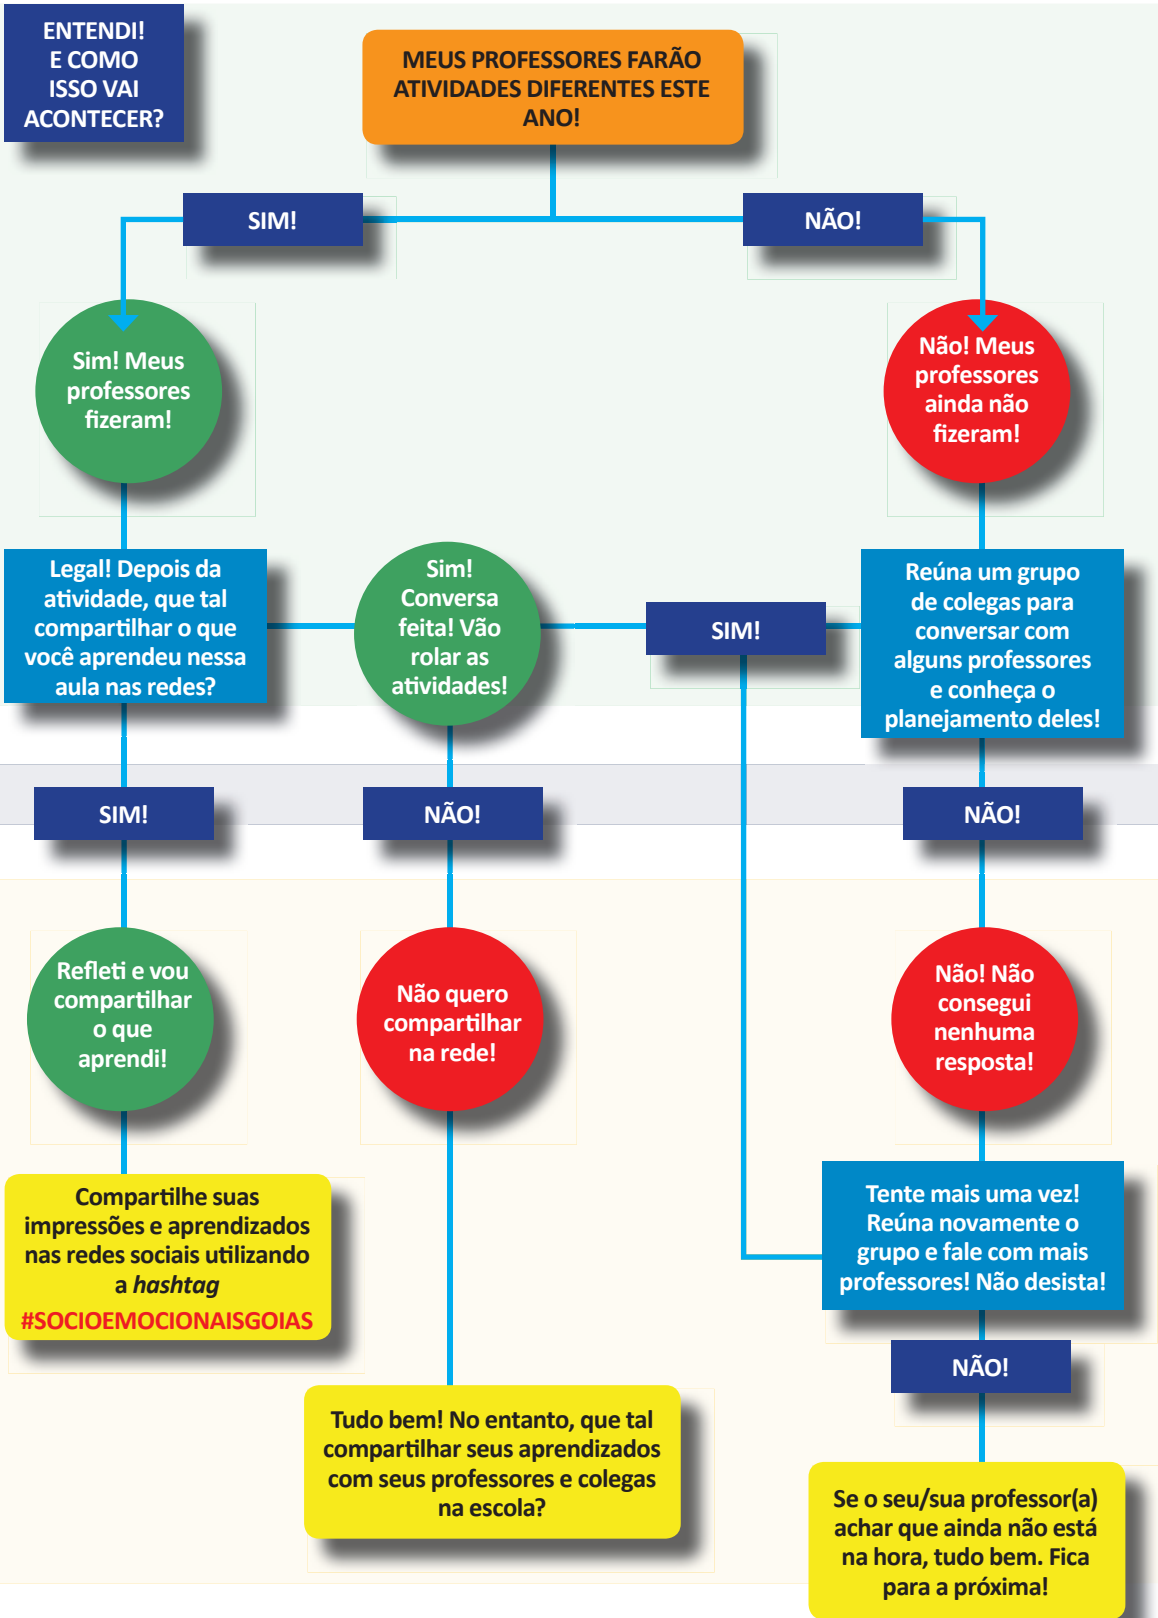 ENTENDI!
E COMO
ISSO VAI
ACONTECER?
MEUS PROFESSORES FARÃO
ATIVIDADES DIFERENTES ESTE
ANO!
SIM!
NÃO!
Sim! Meus
professores
fizeram!
Não! Meus
professores
ainda não
fizeram!
Legal! Depois da
atividade, que tal
compartilhar o que
você aprendeu nessa
aula nas redes?
Sim!
Conversa
feita! Vão
rolar as
atividades!
SIM!
Reúna um grupo
de colegas para
conversar com
alguns professores
e conheça o
planejamento deles!
SIM!
NÃO!
NÃO!
Refleti e vou
compartilhar
o que
aprendi!
Não quero
compartilhar
na rede!
Não! Não
consegui
nenhuma
resposta!
Compartilhe suas
impressões e aprendizados
nas redes sociais utilizando
a hashtag
#SOCIOEMOCIONAISGOIAS
Tente mais uma vez!
Reúna novamente o
grupo e fale com mais
professores! Não desista!
NÃO!
Tudo bem! No entanto, que tal
compartilhar seus aprendizados
com seus professores e colegas
na escola?
Se o seu/sua professor(a)
achar que ainda não está
na hora, tudo bem. Fica
para a próxima!